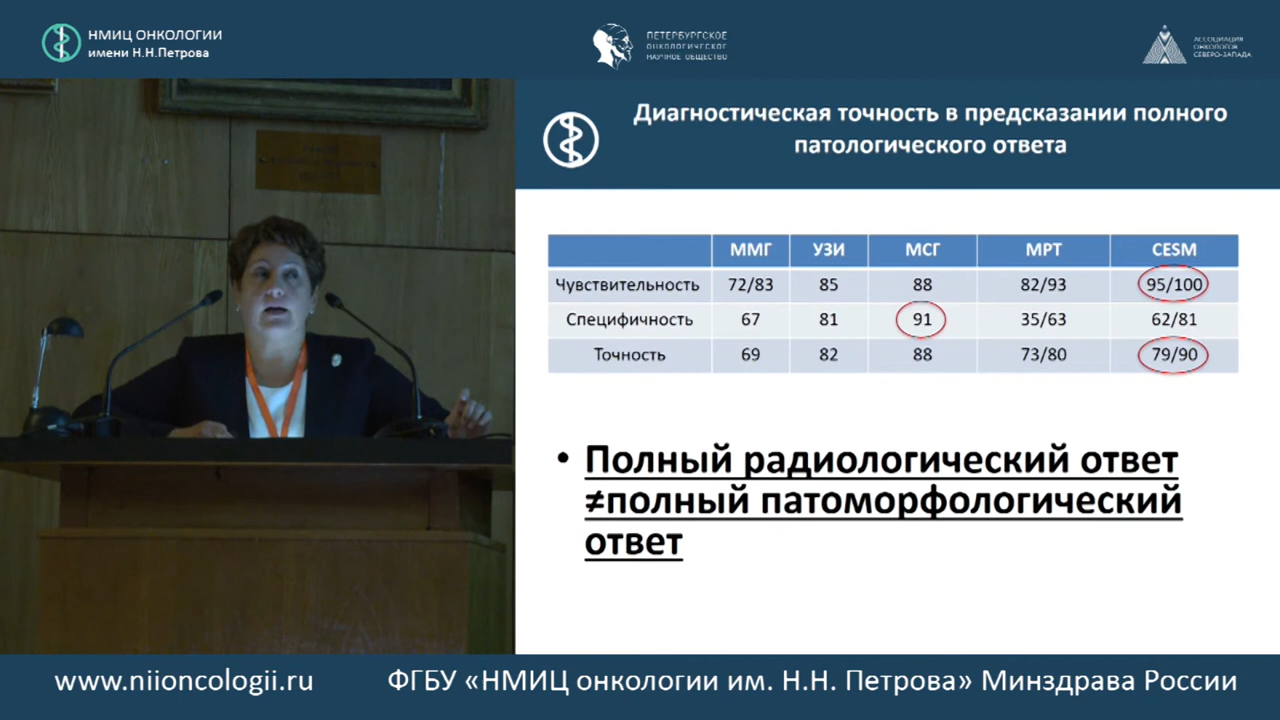 НМИЦ ОНКОЛОГИИ
имени Н.Н.Петрова
ПЕТЕРБУРГСКОЕ
ОНКОЛОГИЧЕСКОЕ
НАУЧНОЕ ОБЩЕСТВО
АССОЦИАЦИЯ
ОНКОЛОГОВ
СЕВЕРО-ЗАПАДА
Диагностическая точность в предсказании полного
патологического ответа
ММГ УЗИ МСГ МРТ CESM
Чувствительность 72/83 85 88 82/93 95/100
Специфичность 67 81 91 35/63 62/81
Точность 69 82 88 73/80 79/90
• Полный радиологический ответ
≠полный патоморфологический
ответ
www.niioncologii.ru
ФГБУ «НМИЦ онкологии им. Н.Н. Петрова» Минздрава России